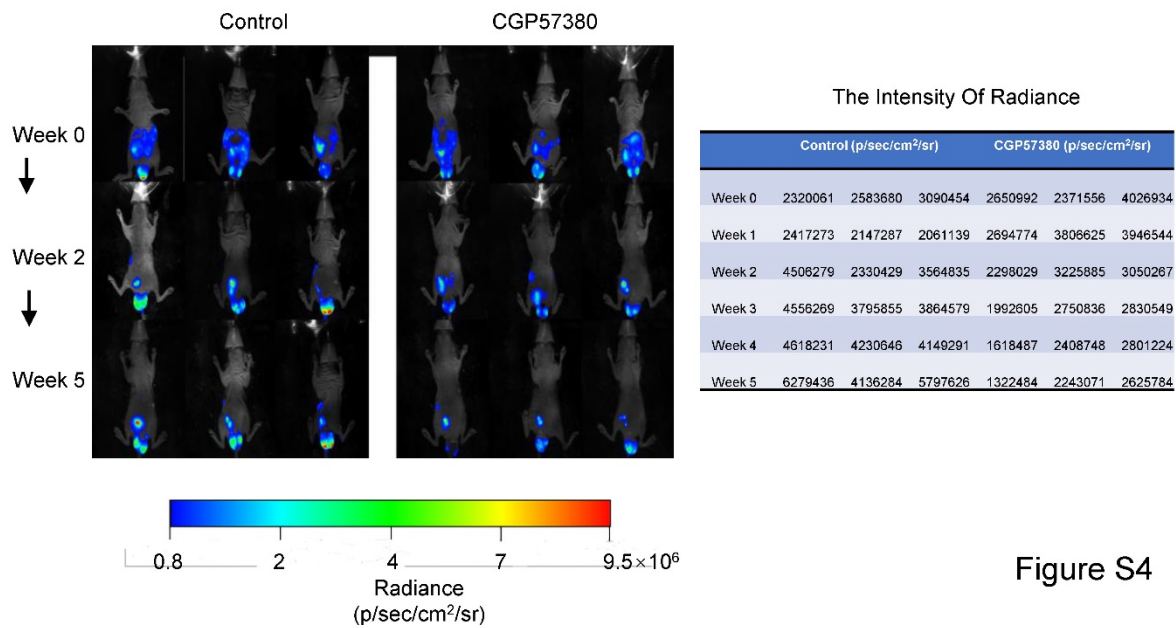 Control
CGP57380
Week 0
Week 2
Week 5
The Intensity Of Radiance
Control (p/sec/cm²/sr) CGP57380 (p/sec/cm²/sr)
Week 0 2320061 2583680 3090454 2650992 2371556 4026934
Week 1 2417273 2147287 2061139 2694774 3806625 3946544
Week 2 4506279 2330429 3564835 2298029 3225885 3050267
Week 3 4556269 3795855 3864579 1992605 2750836 2830549
Week 4 4618231 4230646 4149291 1618487 2408748 2801224
Week 5 6279436 4136284 5797626 1322484 2243071 2625784
0.8 2 4 7 9.5×10⁶
Radiance
(p/sec/cm²/sr)
Figure S4